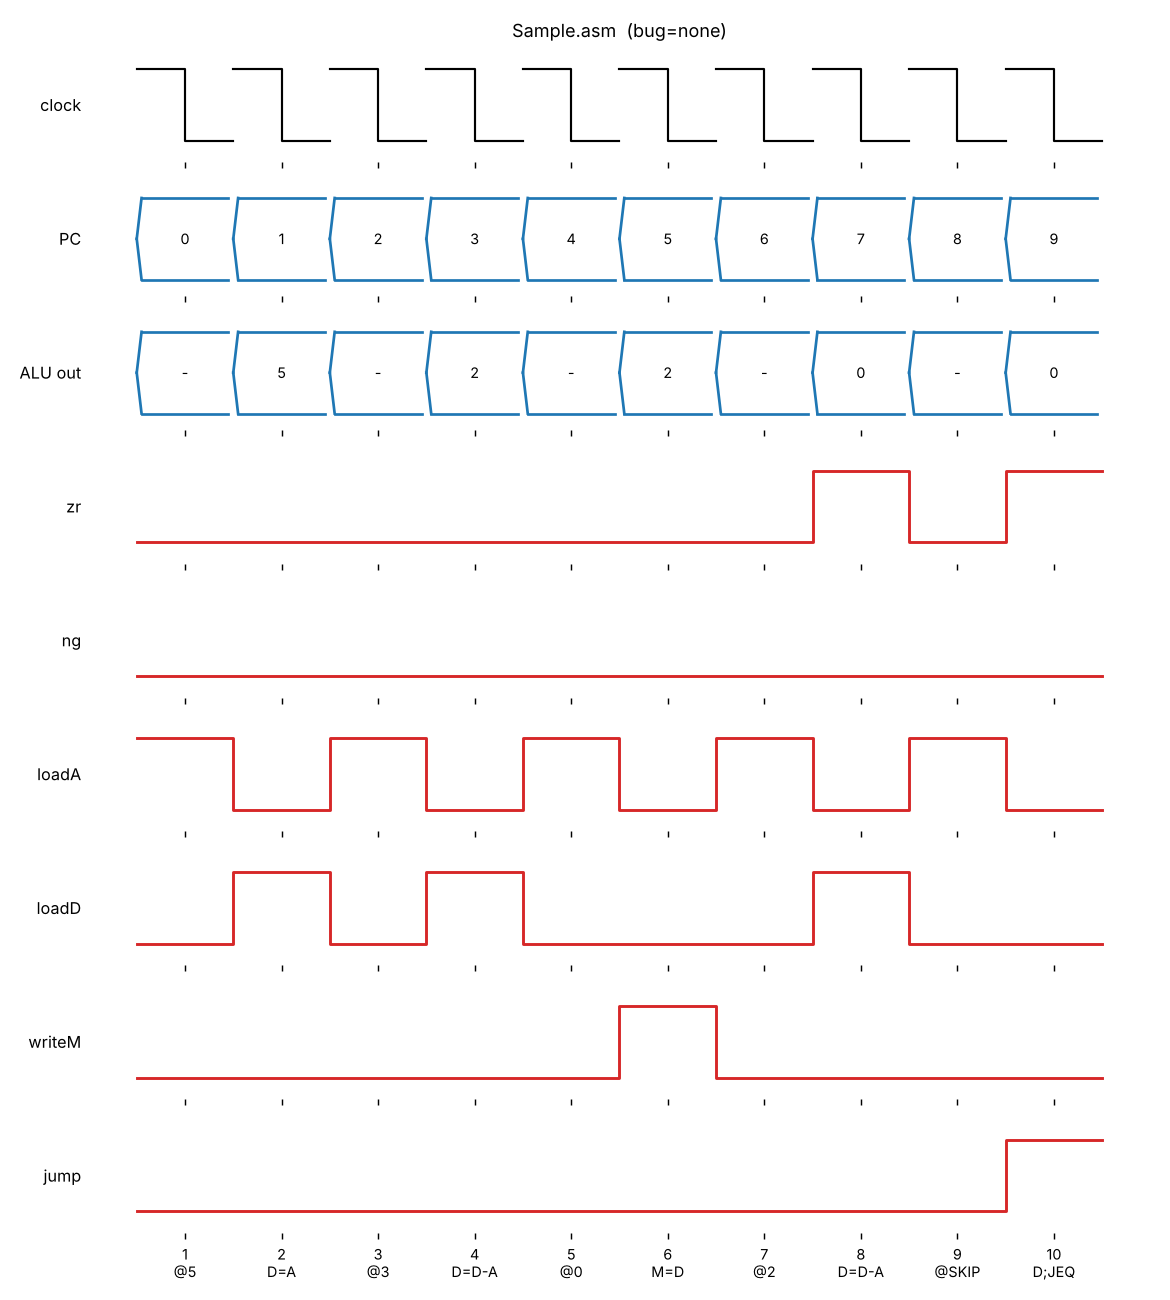 Sample.asm (bug=none)
clock
PC 0 1 2 3 4 5 6 7 8 9
ALU out - 5 - 2 - 2 - 0 - 0
zr
ng
loadA
loadD
writeM
jump
1 2 3 4 5 6 7 8 9 10
@5 D=A @3 D=D-A @0 M=D @2 D=D-A @SKIP D;JEQ